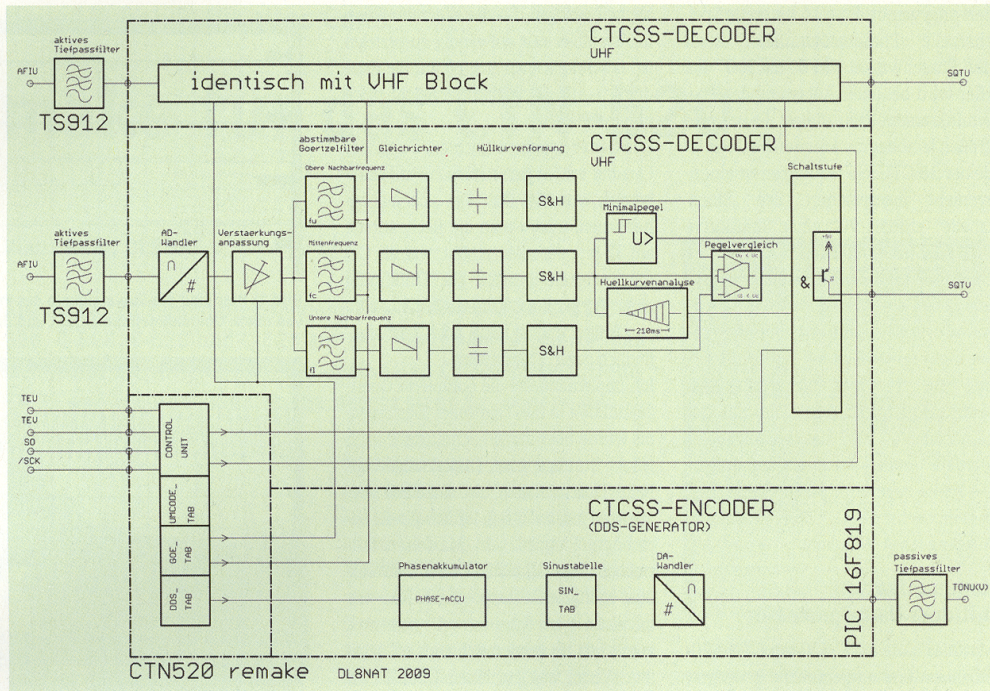 CTCSS-DECODER
UHF
aktives
Tiefpassfilter
AFIU
TS912
identisch mit VHF Block
SQTU
CTCSS-DECODER
VHF
abstimmbare
Goertzelfilter
Gleichrichter
Hüllkurvenformung
Schaltstufe
Obere Nachbarfrequenz
fu
S&H
Minimalpegel
U>
aktives
Tiefpassfilter
AFIU
TS912
AD-
Wandler
∩
#
Verstaerkungs-
anpassung
Mittenfrequenz
fc
S&H
Pegelvergleich
&
Huellkurvenanalyse
210ms
SQTU
Untere Nachbarfrequenz
fl
S&H
TEU
TEU
SD
/SCK
CONTROL
UNIT
UMCODE_
TAB
GOE_
TAB
DDS_
TAB
CTCSS-ENCODER
(DDS-GENERATOR)
Phasenakkumulator
PHASE-ACCU
Sinustabelle
SIN_
TAB
DA-
Wandler
∩
#
PIC 16F819
passives
Tiefpassfilter
TONU(V)
CTN520 remake
DL8NAT 2009